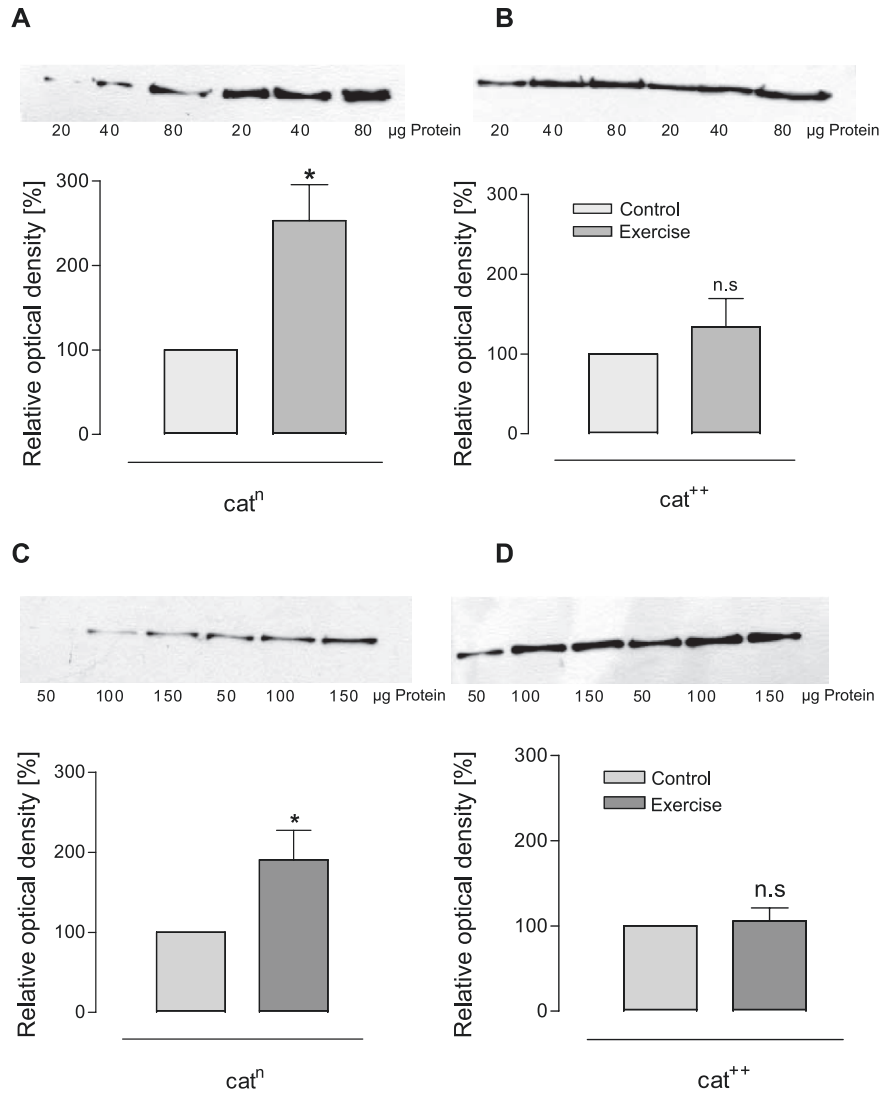 A
20 40 80 20 40 80 µg Protein
Relative optical density [%]
300
*
200
100
0
catⁿ
B
20 40 80 20 40 80 µg Protein
Relative optical density [%]
300
Control
Exercise
200
n.s
100
0
cat⁺⁺
C
50 100 150 50 100 150 µg Protein
Relative optical density [%]
300
*
200
100
0
catⁿ
D
50 100 150 50 100 150 µg Protein
Relative optical density [%]
300
Control
Exercise
200
n.s
100
0
cat⁺⁺